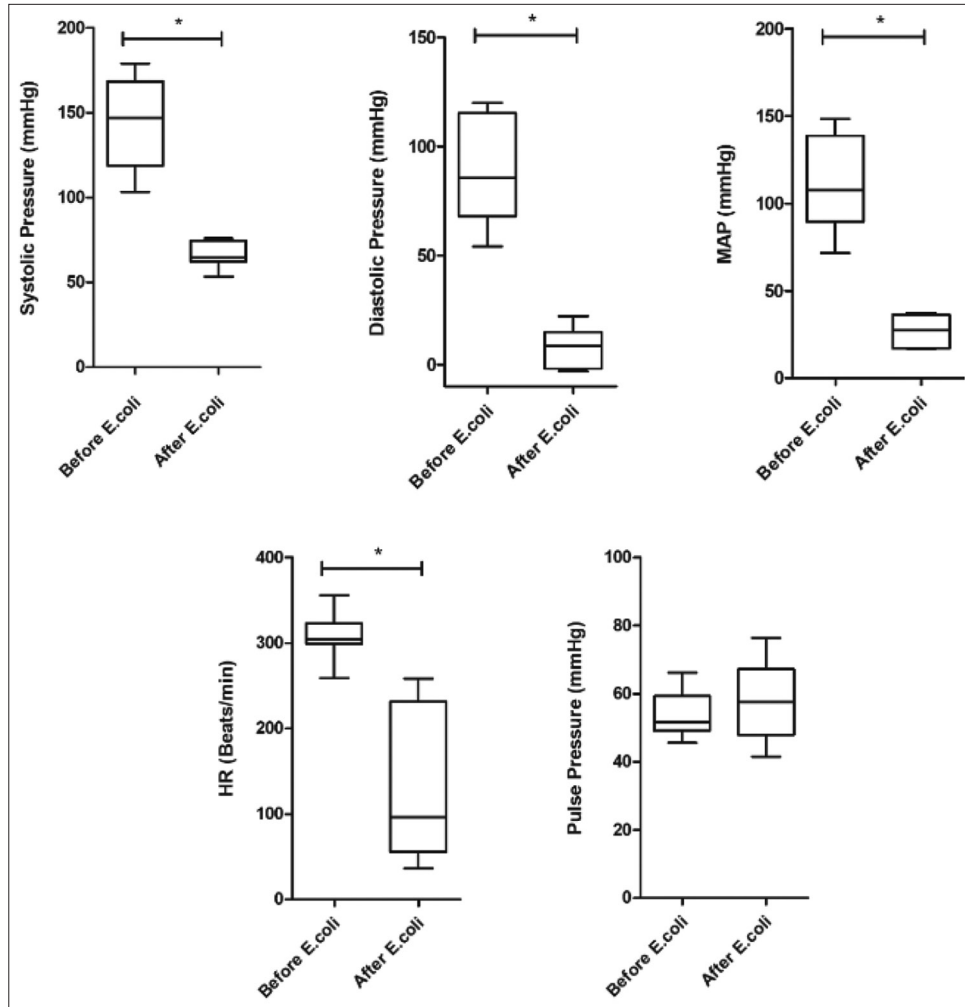 *
Systolic Pressure (mmHg)
200
150
100
50
0
Before E.coli
After E.coli
*
Diastolic Pressure (mmHg)
150
100
50
0
Before E.coli
After E.coli
*
MAP (mmHg)
200
150
100
50
0
Before E.coli
After E.coli
*
HR (Beats/min)
400
300
200
100
0
Before E.coli
After E.coli
Pulse Pressure (mmHg)
100
80
60
40
20
0
Before E.coli
After E.coli